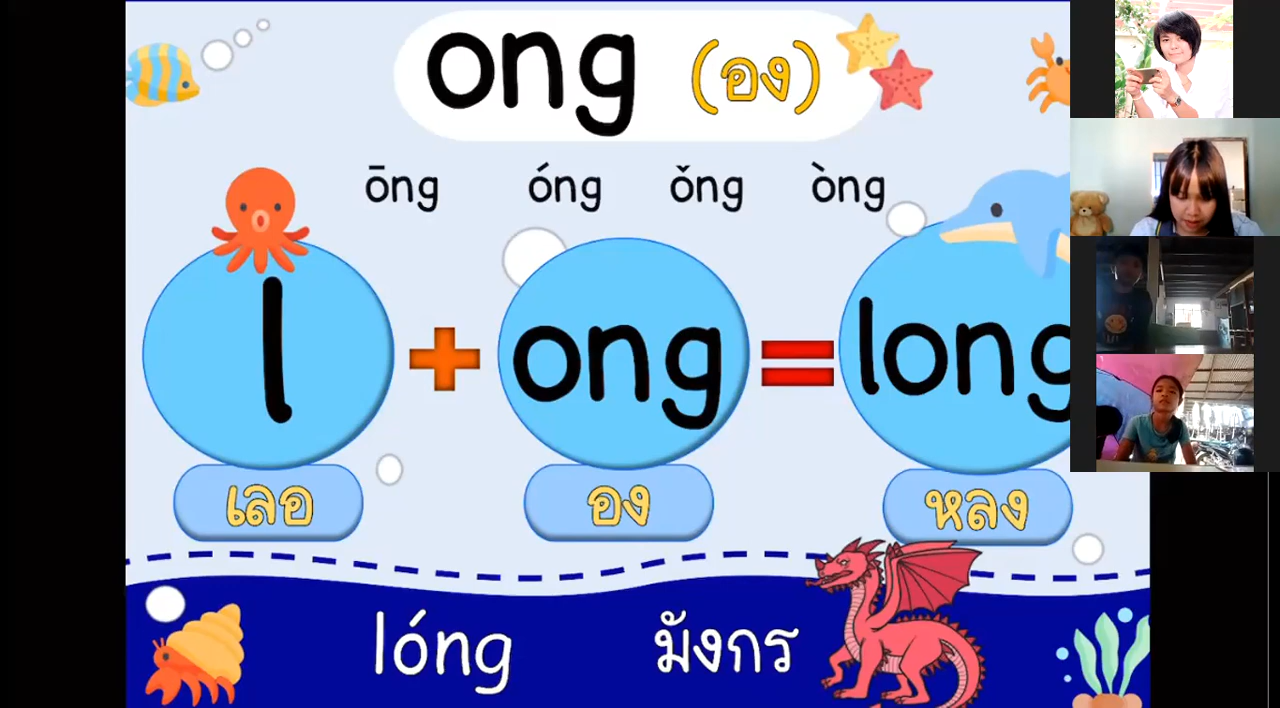 ong (อง)
ōng óng ǒng òng
l + ong = long
เลอ อง หลง
lóng มังกร